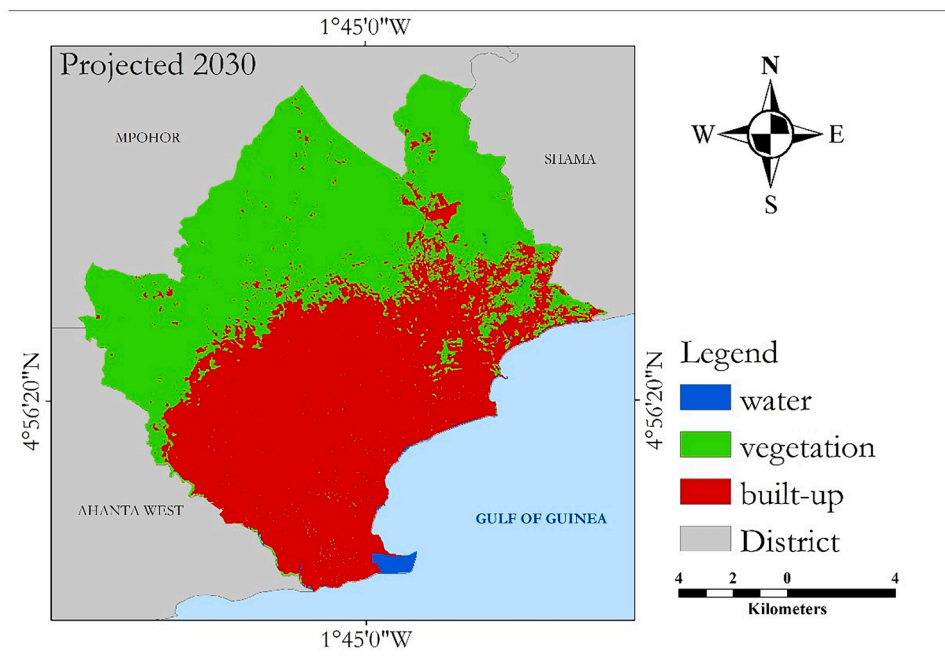 1°45'0"W
Projected 2030
MPOHOR
SHAMA
4°56'20"N
4°56'20"N
AHANTA WEST
GULF OF GUINEA
1°45'0"W
N
W
E
S
Legend
water
vegetation
built-up
District
4 2 0 4
Kilometers